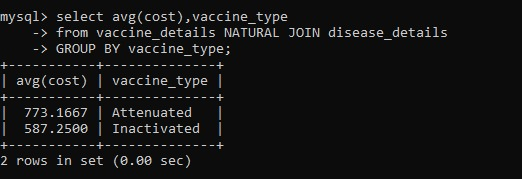 mysql> select avg(cost),vaccine_type
    -> from vaccine_details NATURAL JOIN disease_details
    -> GROUP BY vaccine_type;
+-----------+--------------+
| avg(cost) | vaccine_type |
+-----------+--------------+
|  773.1667 | Attenuated   |
|  587.2500 | Inactivated  |
+-----------+--------------+
2 rows in set (0.00 sec)